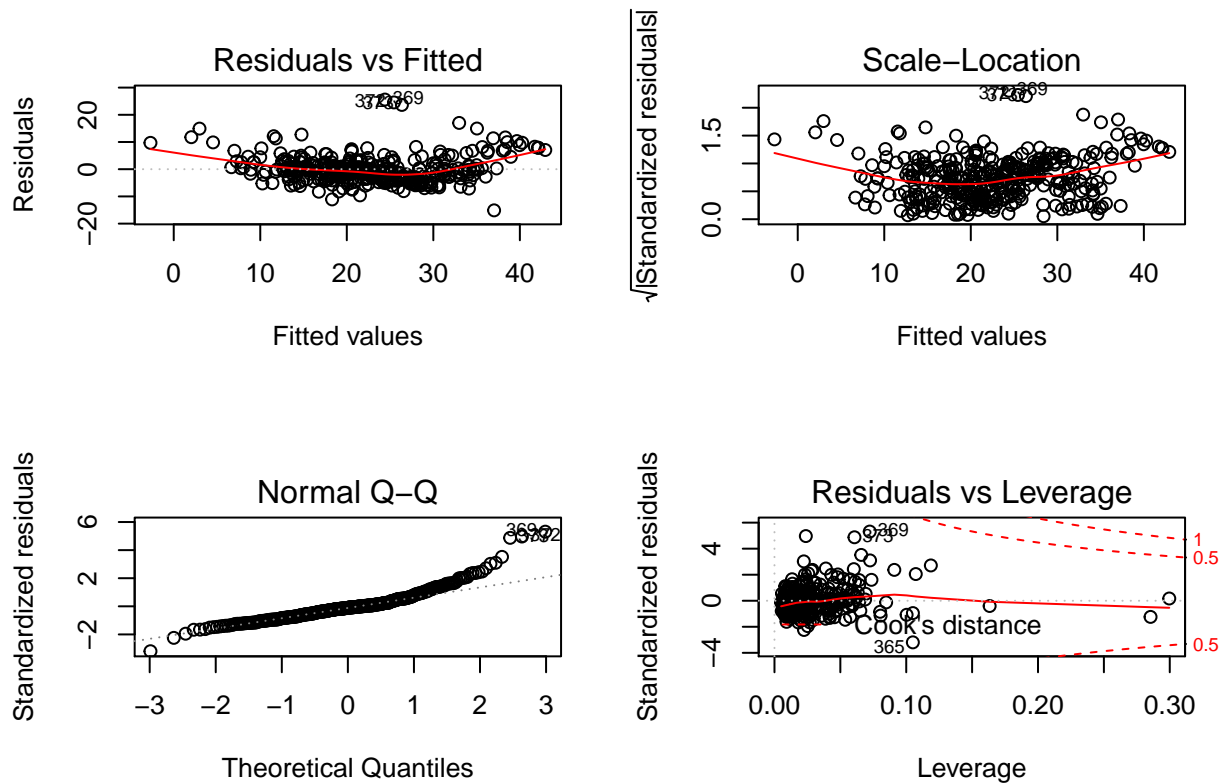 Residuals vs Fitted
Residuals
20
0
−20
369
0 10 20 30 40
Fitted values
Scale−Location
√|Standardized residuals|
1.5
0.0
369
0 10 20 30 40
Fitted values
Normal Q−Q
Standardized residuals
6
2
−2
369
−3 −2 −1 0 1 2 3
Theoretical Quantiles
Residuals vs Leverage
Standardized residuals
4
0
−4
369
373
365
Cook's distance
1
0.5
0.5
0.00 0.10 0.20 0.30
Leverage